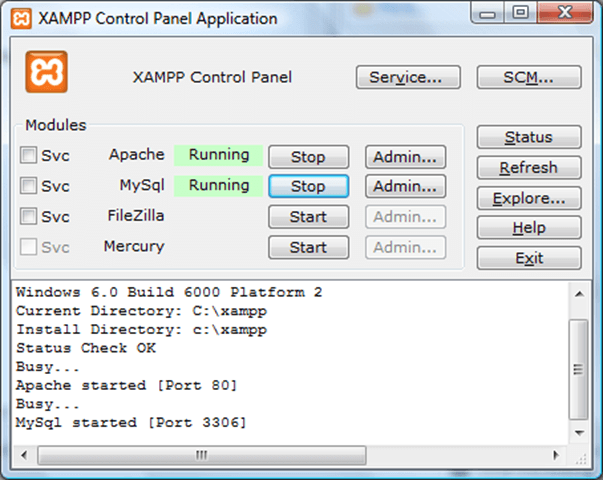 XAMPP Control Panel Application
XAMPP Control Panel Service... SCM...
Modules
Svc Apache Running Stop Admin...
Svc MySql Running Stop Admin...
Svc FileZilla Start Admin...
Svc Mercury Start Admin...
Status
Refresh
Explore...
Help
Exit
Windows 6.0 Build 6000 Platform 2
Current Directory: C:\xampp
Install Directory: c:\xampp
Status Check OK
Busy...
Apache started [Port 80]
Busy...
MySql started [Port 3306]